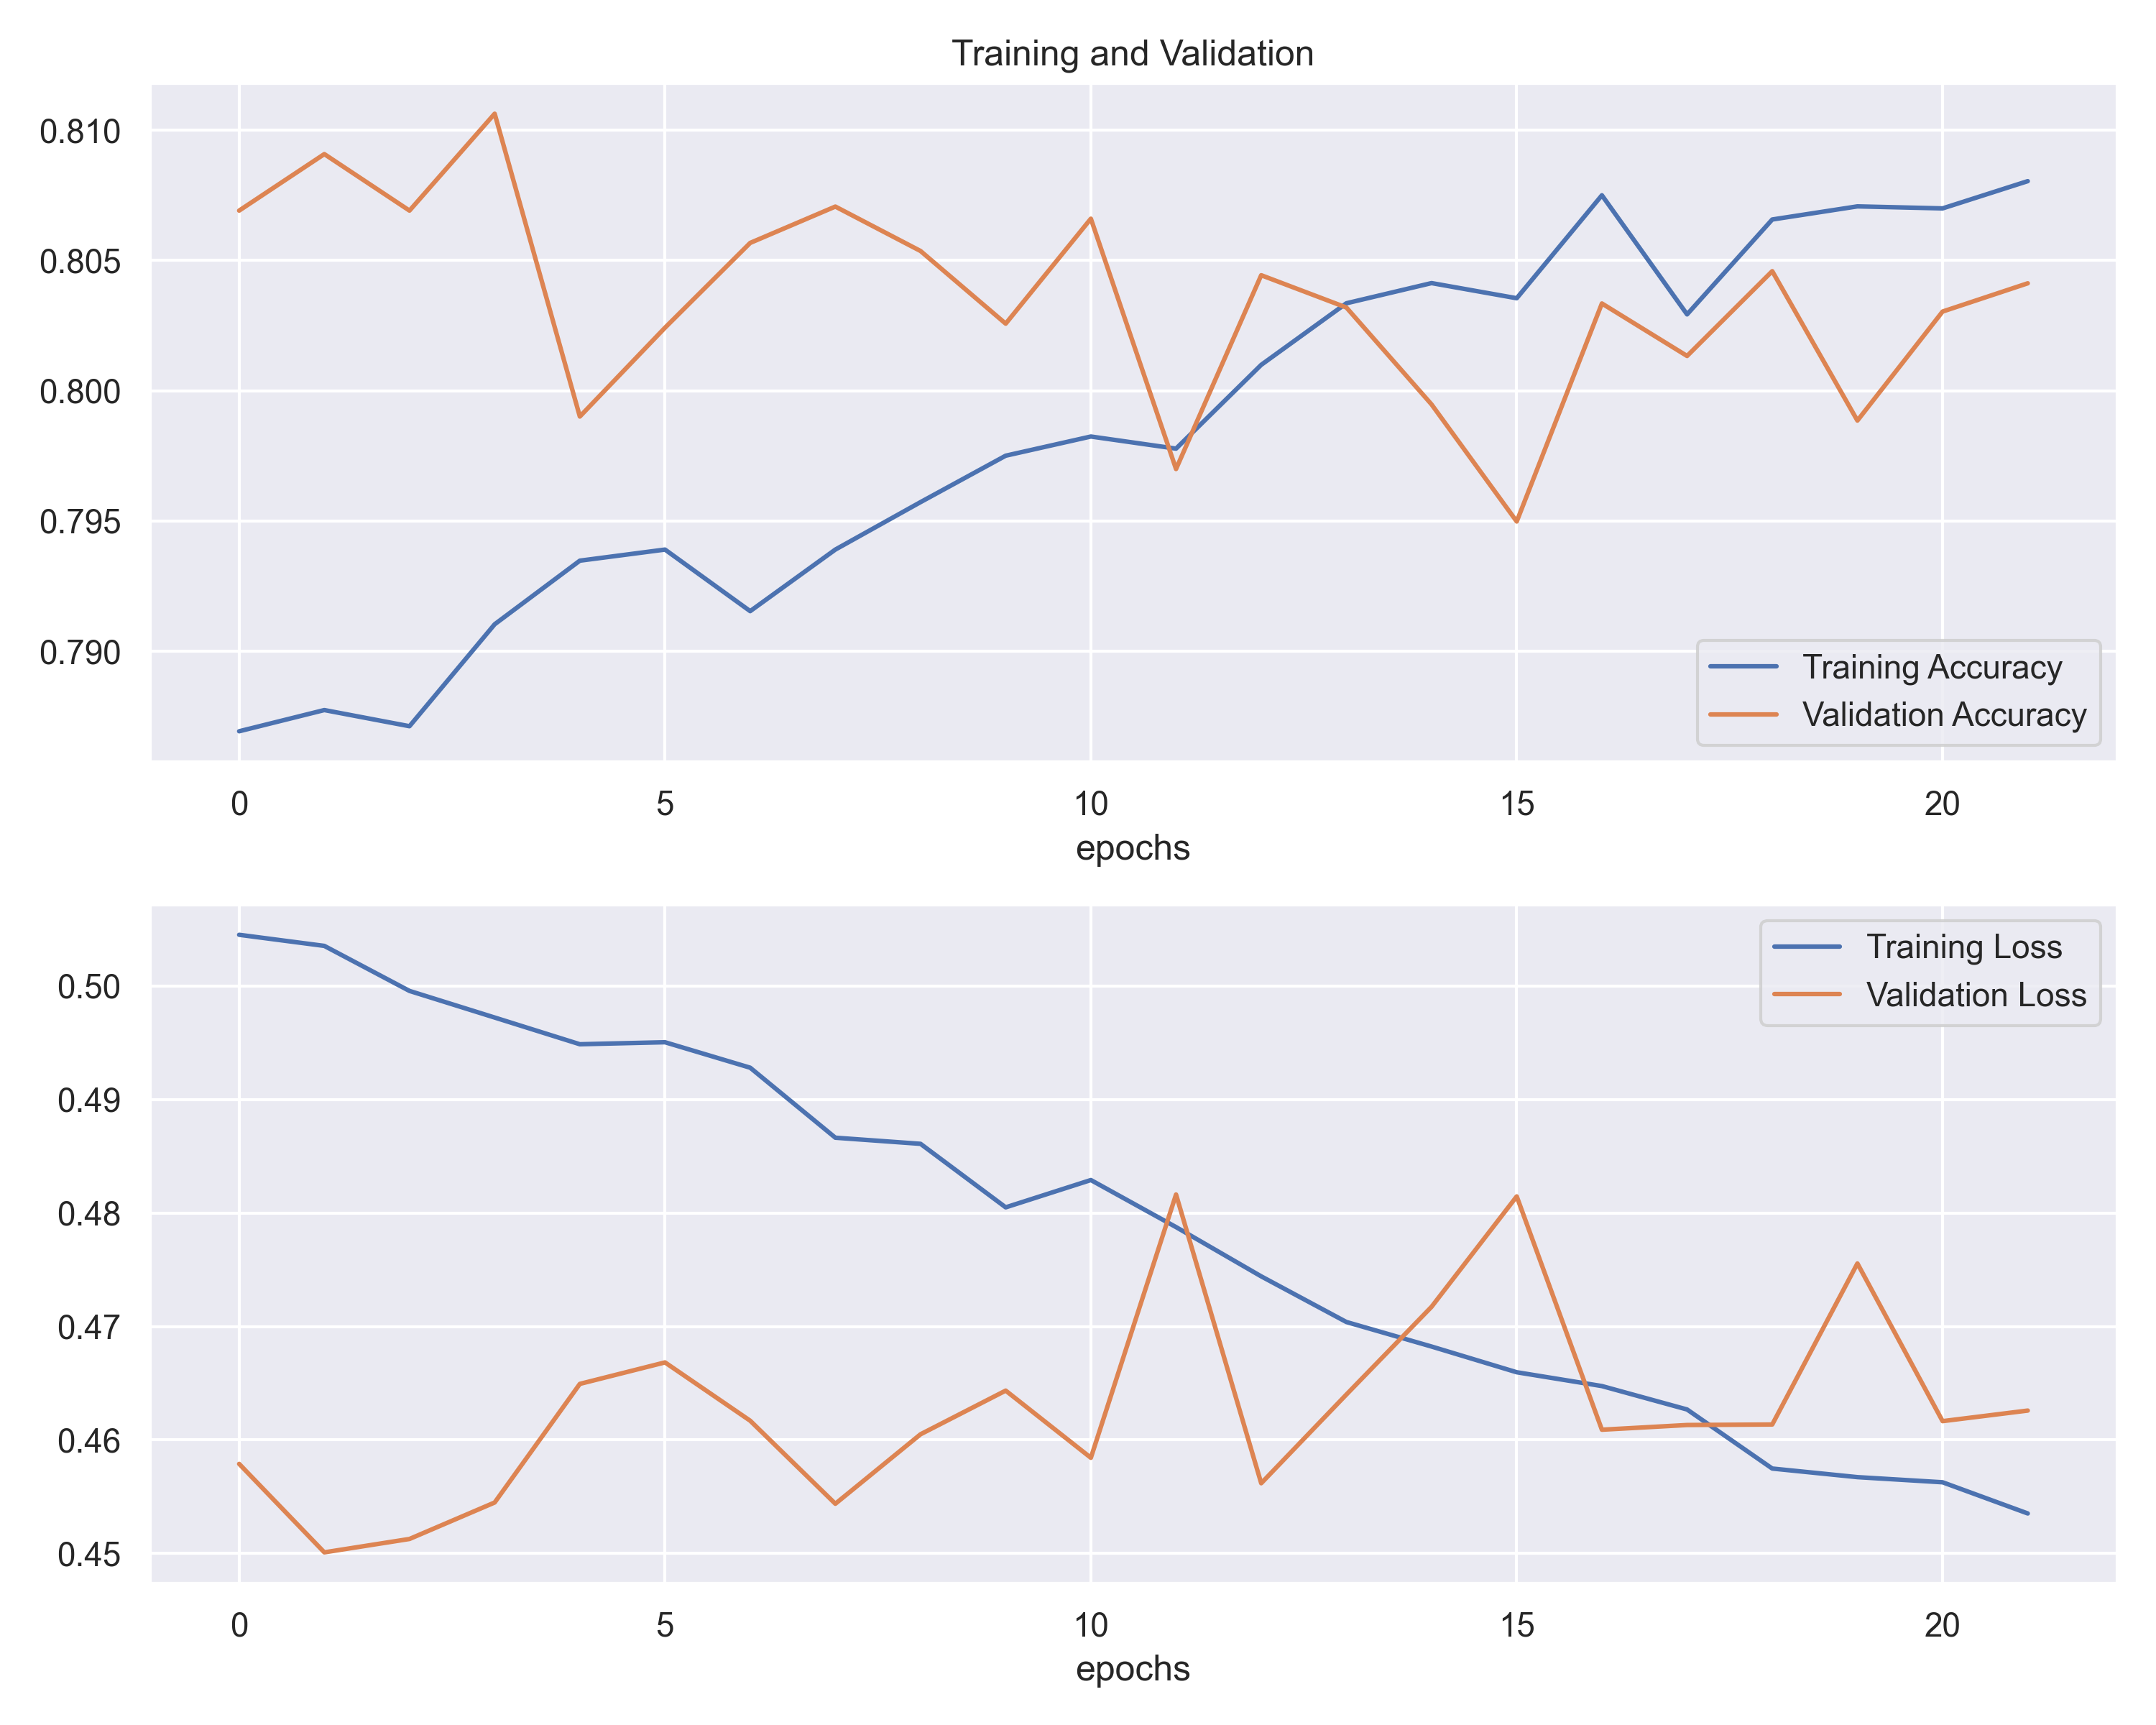 Training and Validation
0.810
0.805
0.800
0.795
0.790
Training Accuracy
Validation Accuracy
0 5 10 15 20
epochs
Training Loss
Validation Loss
0.50
0.49
0.48
0.47
0.46
0.45
0 5 10 15 20
epochs